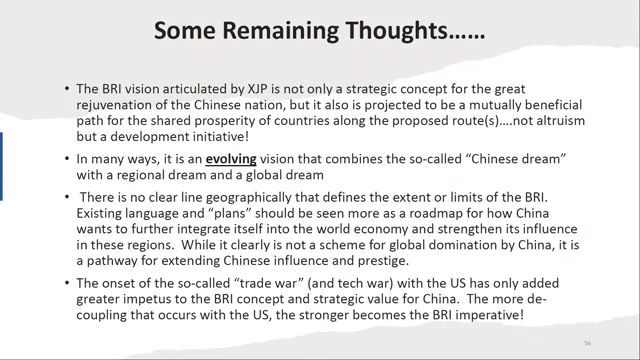 Some Remaining Thoughts……
• The BRI vision articulated by XJP is not only a strategic concept for the great
rejuvenation of the Chinese nation, but it also is projected to be a mutually beneficial
path for the shared prosperity of countries along the proposed route(s)….not altruism
but a development initiative!
• In many ways, it is an evolving vision that combines the so-called “Chinese dream”
with a regional dream and a global dream
• There is no clear line geographically that defines the extent or limits of the BRI.
Existing language and “plans” should be seen more as a roadmap for how China
wants to further integrate itself into the world economy and strengthen its influence
in these regions. While it clearly is not a scheme for global domination by China, it is
a pathway for extending Chinese influence and prestige.
• The onset of the so-called “trade war” (and tech war) with the US has only added
greater impetus to the BRI concept and strategic value for China. The more de-
coupling that occurs with the US, the stronger becomes the BRI imperative!
56